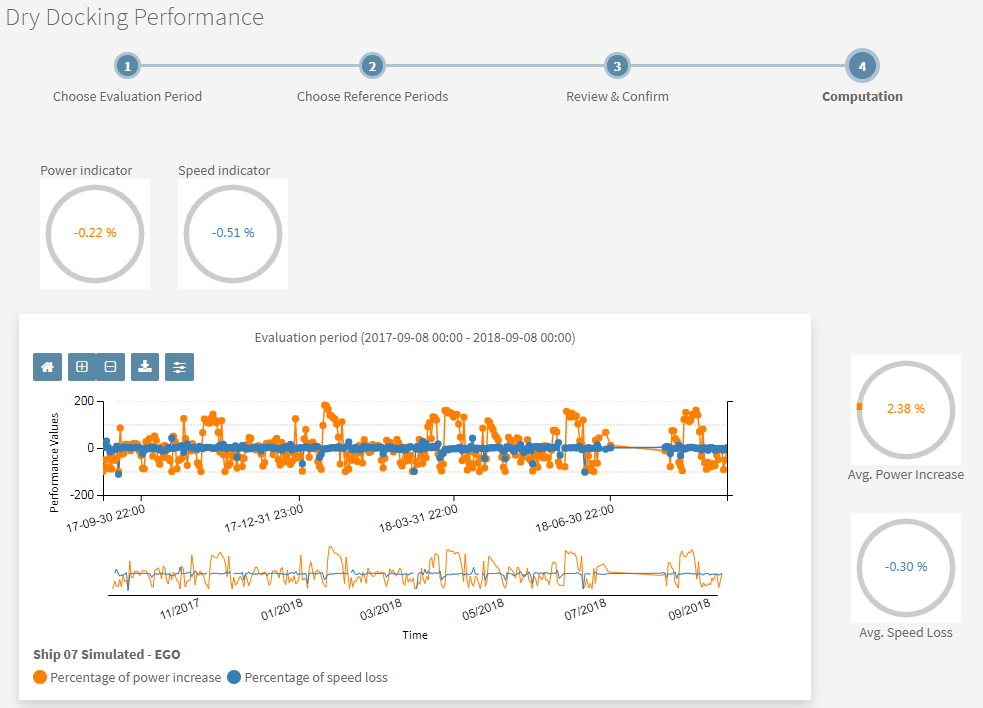 Dry Docking Performance
1 2 3 4
Choose Evaluation Period Choose Reference Periods Review & Confirm Computation
Power indicator Speed indicator
-0.22 % -0.51 %
Evaluation period (2017-09-08 00:00 - 2018-09-08 00:00)
200
0
-200
Performance Values
17-09-30 22:00 17-12-31 23:00 18-03-31 22:00 18-06-30 22:00
11/2017 01/2018 03/2018 05/2018 07/2018 09/2018
Time
Ship 07 Simulated - EGO
Percentage of power increase Percentage of speed loss
2.38 %
Avg. Power Increase
-0.30 %
Avg. Speed Loss